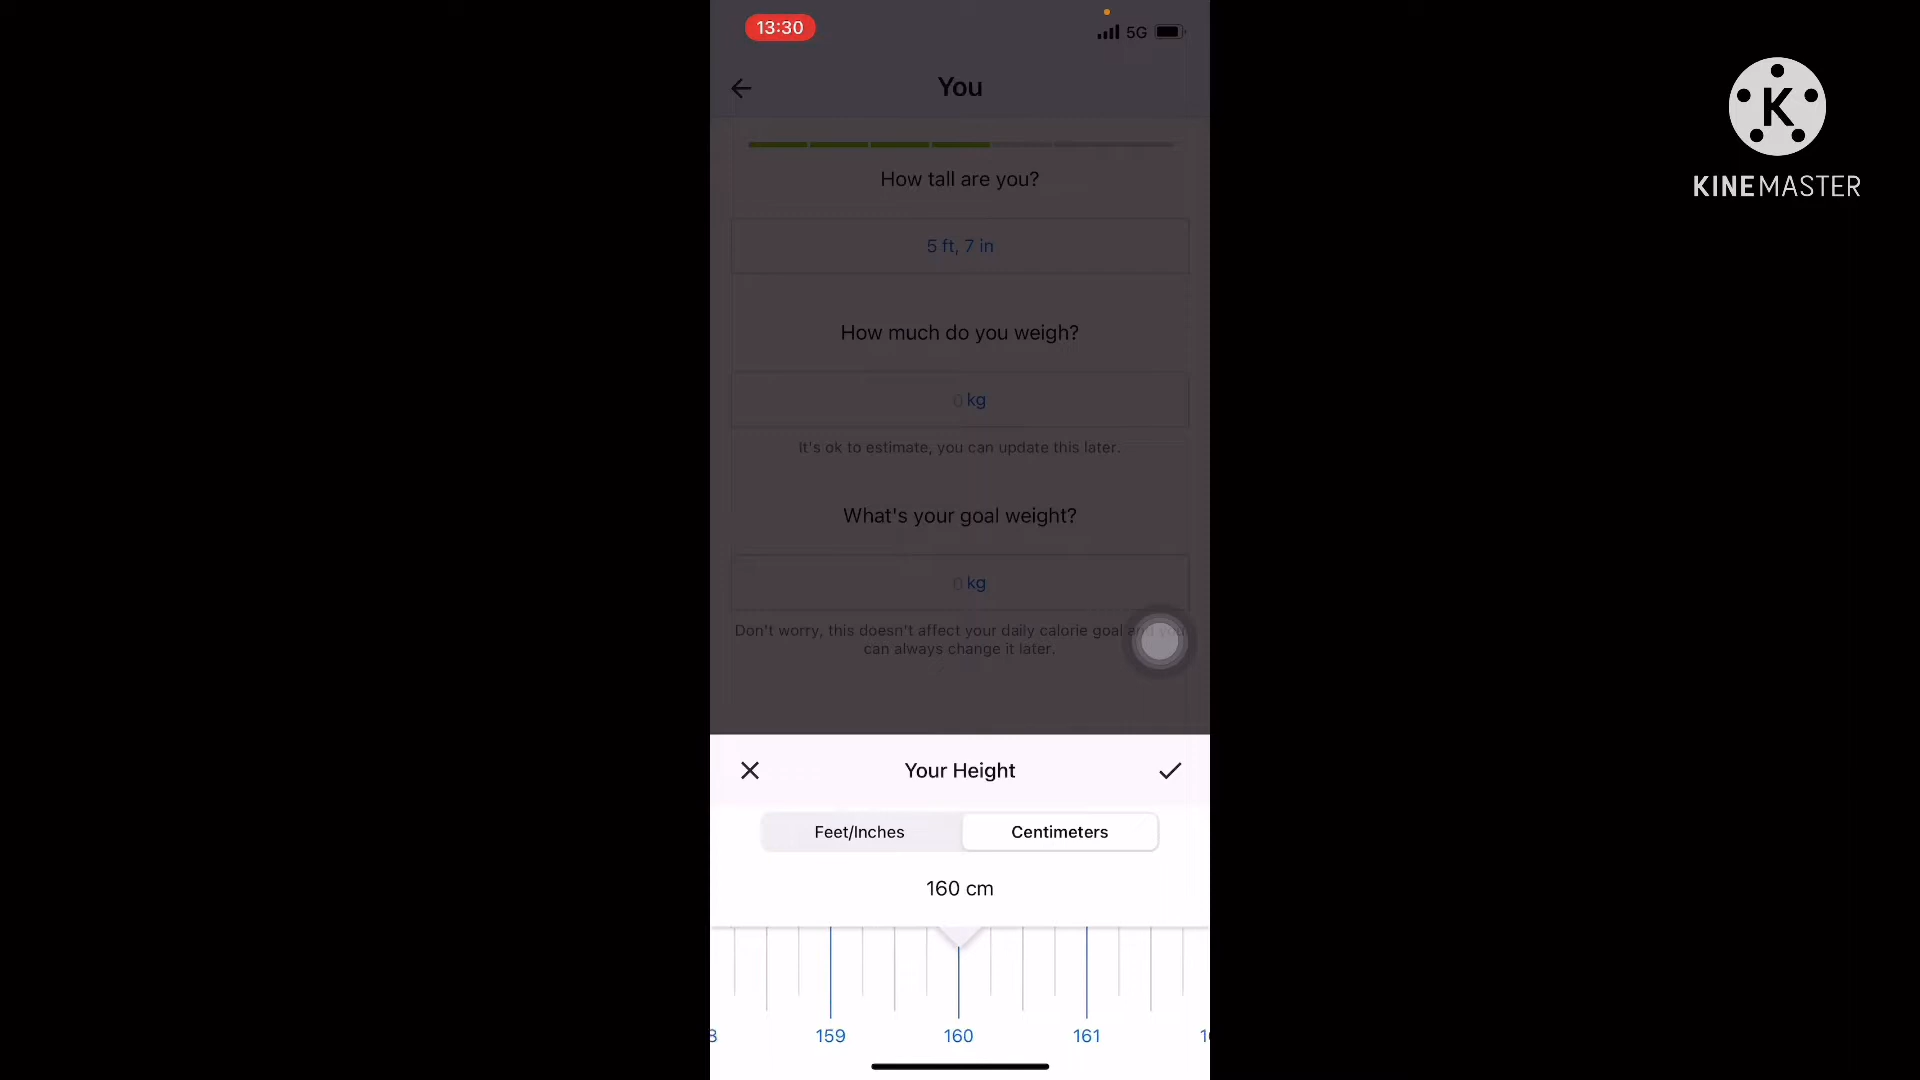 13:30
5G
You
How tall are you?
5 ft, 7 in
How much do you weigh?
0 kg
It's ok to estimate, you can update this later.
What's your goal weight?
0 kg
Don't worry, this doesn't affect your daily calorie goal and you
can always change it later.
Your Height
Feet/Inches
Centimeters
160 cm
159
160
161
K
KINEMASTER